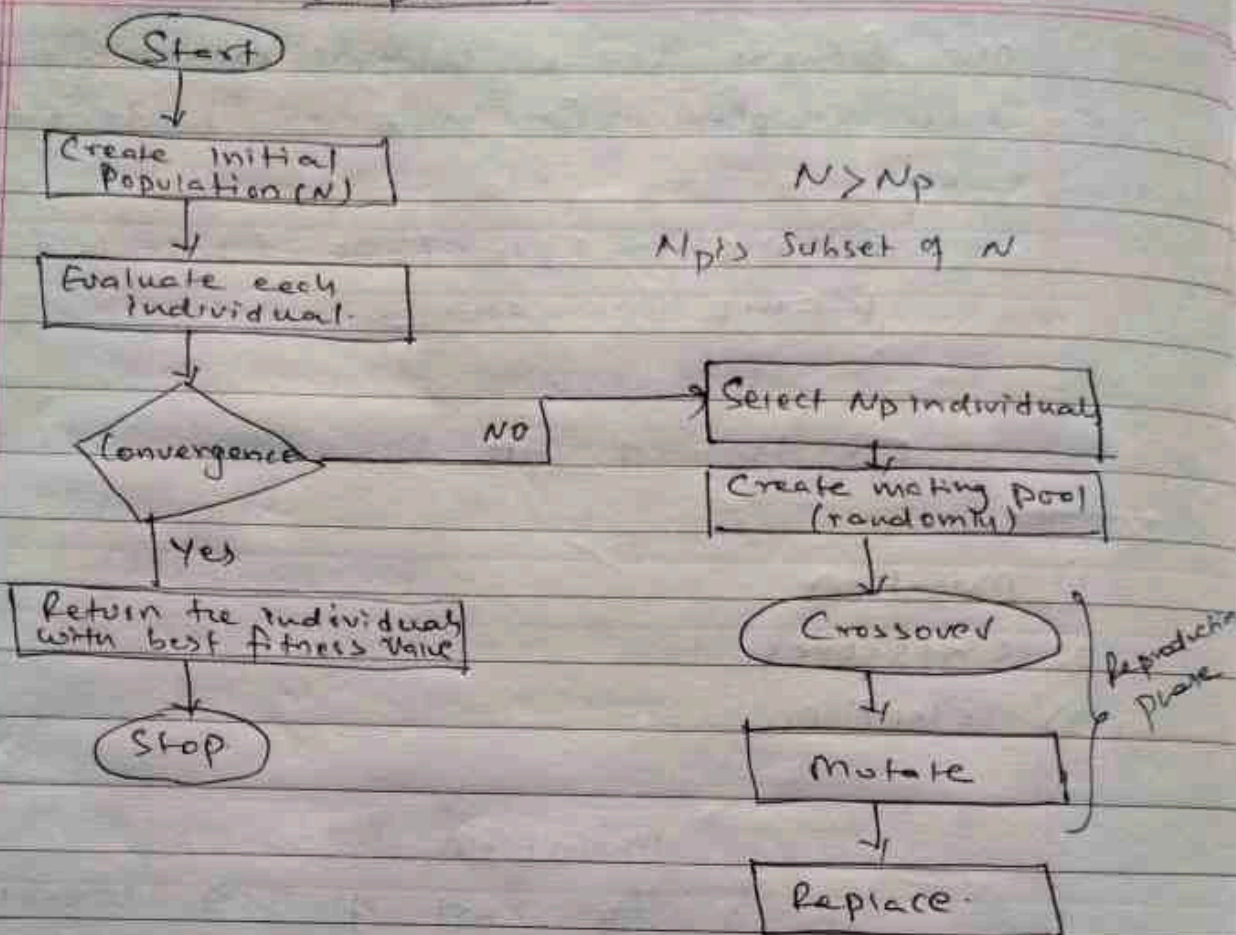 Start
Create initial
Population (N)
N > Np
Np is Subset of N
Evaluate each
individual.
Convergence
NO
Select Np individual
Create mating pool
(randomly)
Yes
Return the individuals
with best fitness value
Stop
Crossover
Mutate
Reproduction
phase
Replace.